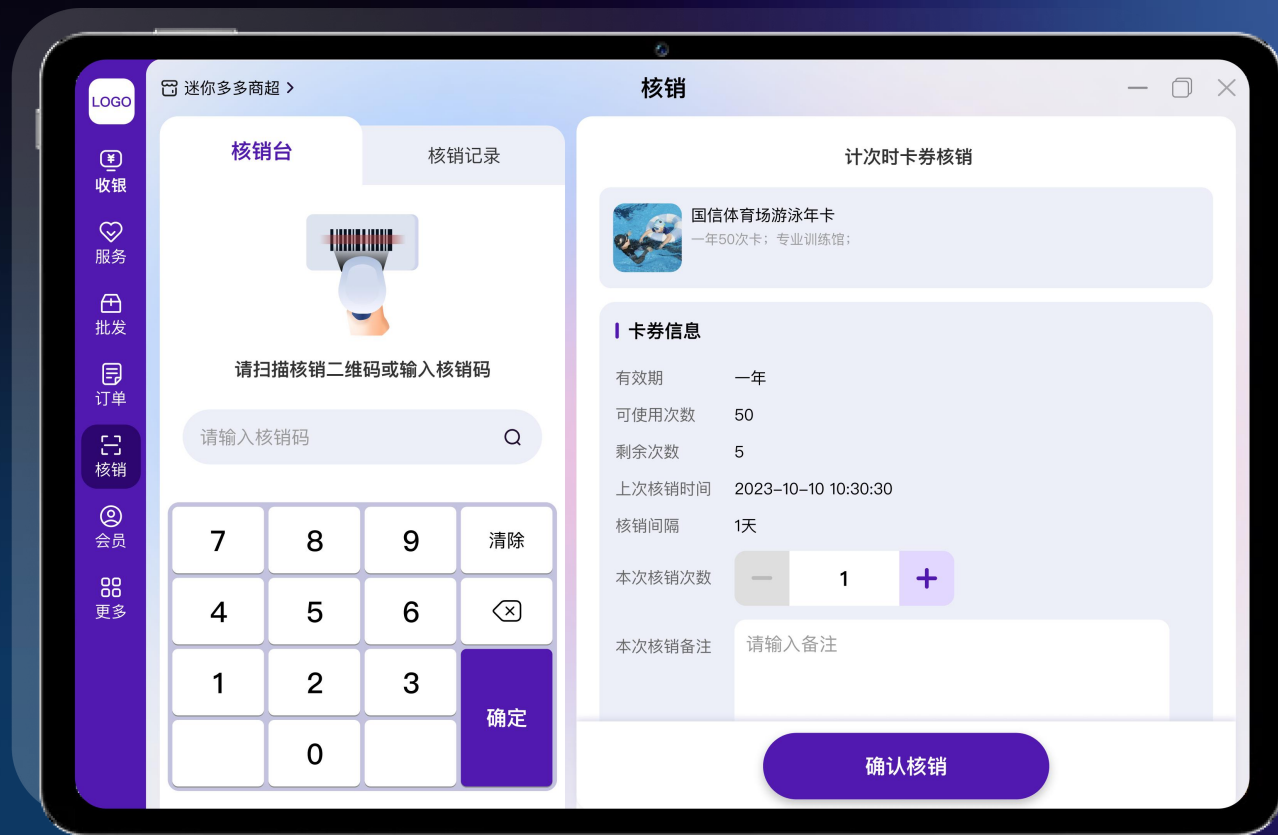 LOGO
收银
服务
批发
订单
核销
会员
更多
迷你多多商超
核销
核销台
核销记录
请扫描核销二维码或输入核销码
请输入核销码
7 8 9 清除
4 5 6
1 2 3
确定
0
计次时卡券核销
国信体育场游泳年卡
一年50次卡；专业训练馆；
卡券信息
有效期 一年
可使用次数 50
剩余次数 5
上次核销时间 2023-10-10 10:30:30
核销间隔 1天
本次核销次数 1
本次核销备注 请输入备注
确认核销